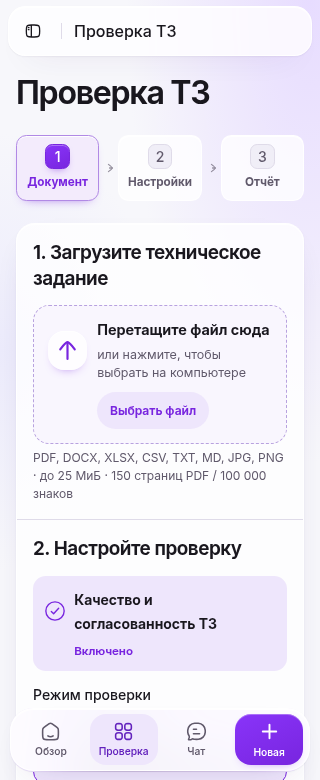 Проверка ТЗ
Проверка ТЗ
1
2
3
Документ
Настройки
Отчёт
1. Загрузите техническое
задание
Перетащите файл сюда
или нажмите, чтобы
выбрать на компьютере
Выбрать файл
PDF, DOCX, XLSX, CSV, TXT, MD, JPG, PNG
· до 25 МиБ · 150 страниц PDF / 100 000
знаков
2. Настройте проверку
Качество и
согласованность ТЗ
Включено
Режим проверки
Обзор
Проверка
Чат
Новая